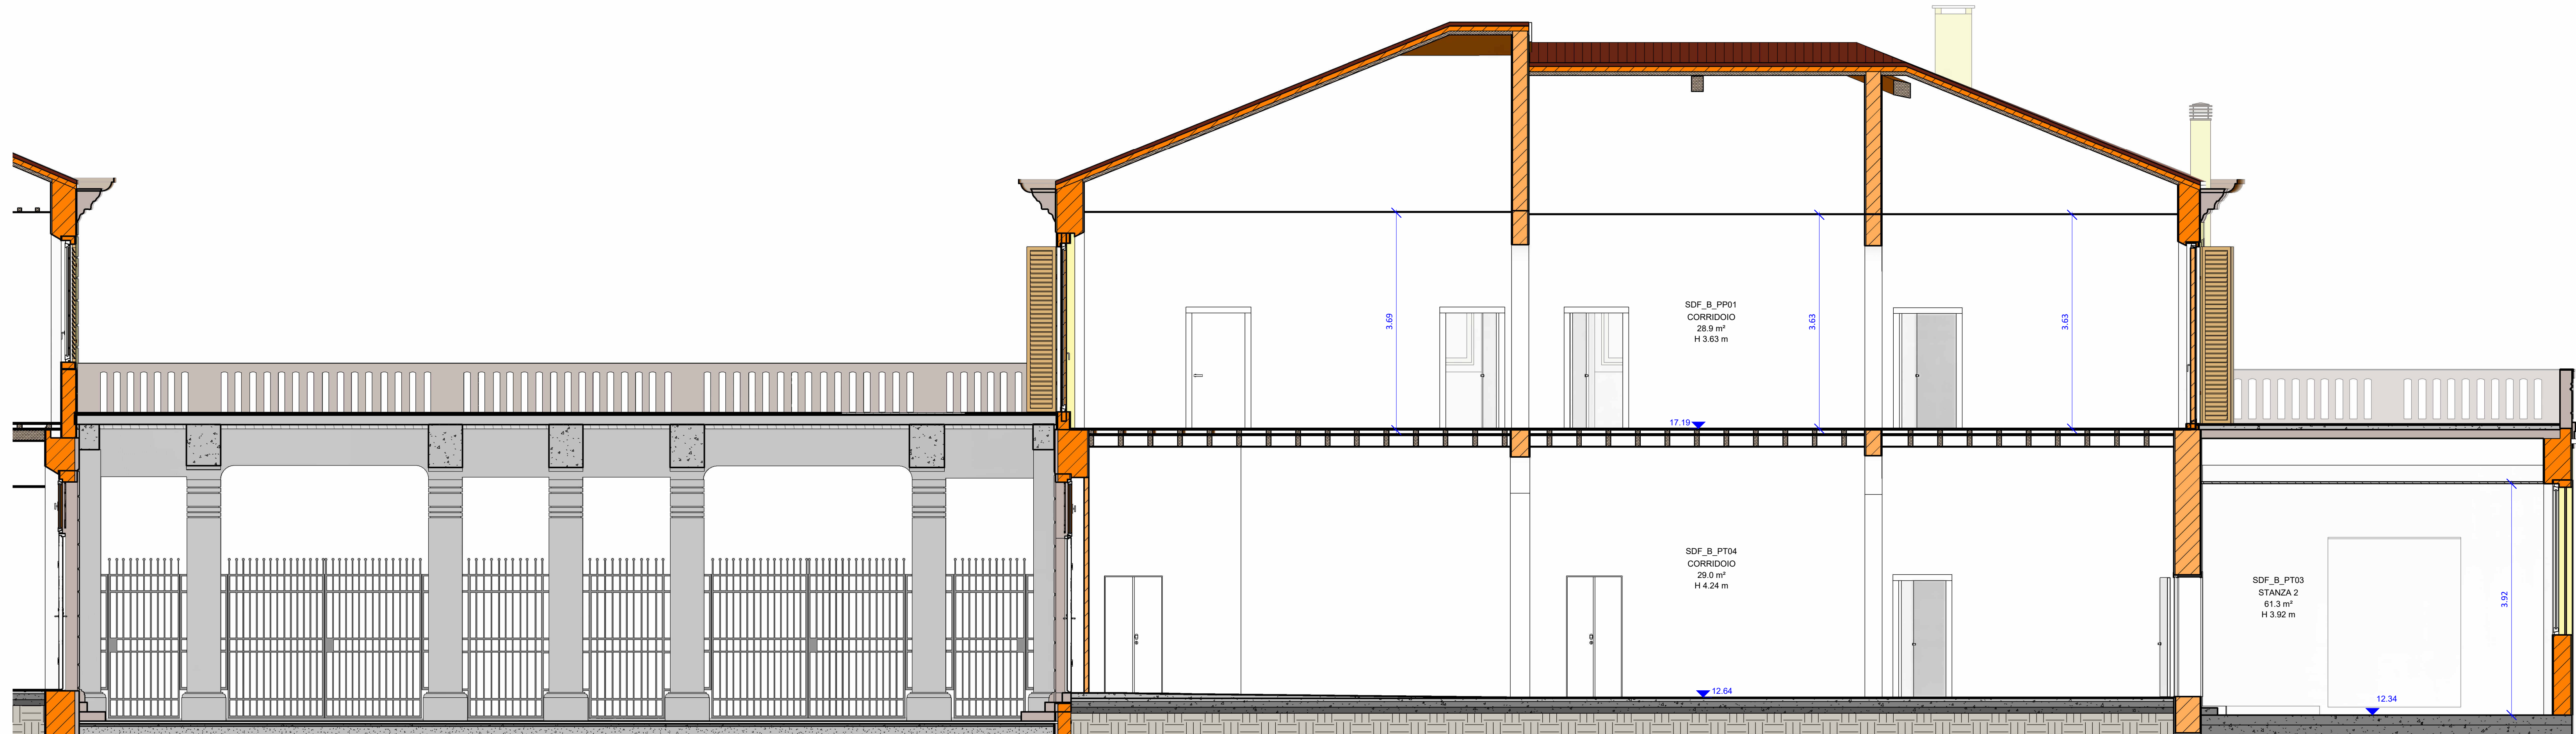 SDF_B_PP01
CORRIDOIO
28.9 m²
H 3.63 m
3.69
3.63
3.63
17.19
SDF_B_PT04
CORRIDOIO
29.0 m²
H 4.24 m
12.64
SDF_B_PT03
STANZA 2
61.3 m²
H 3.92 m
3.92
12.34